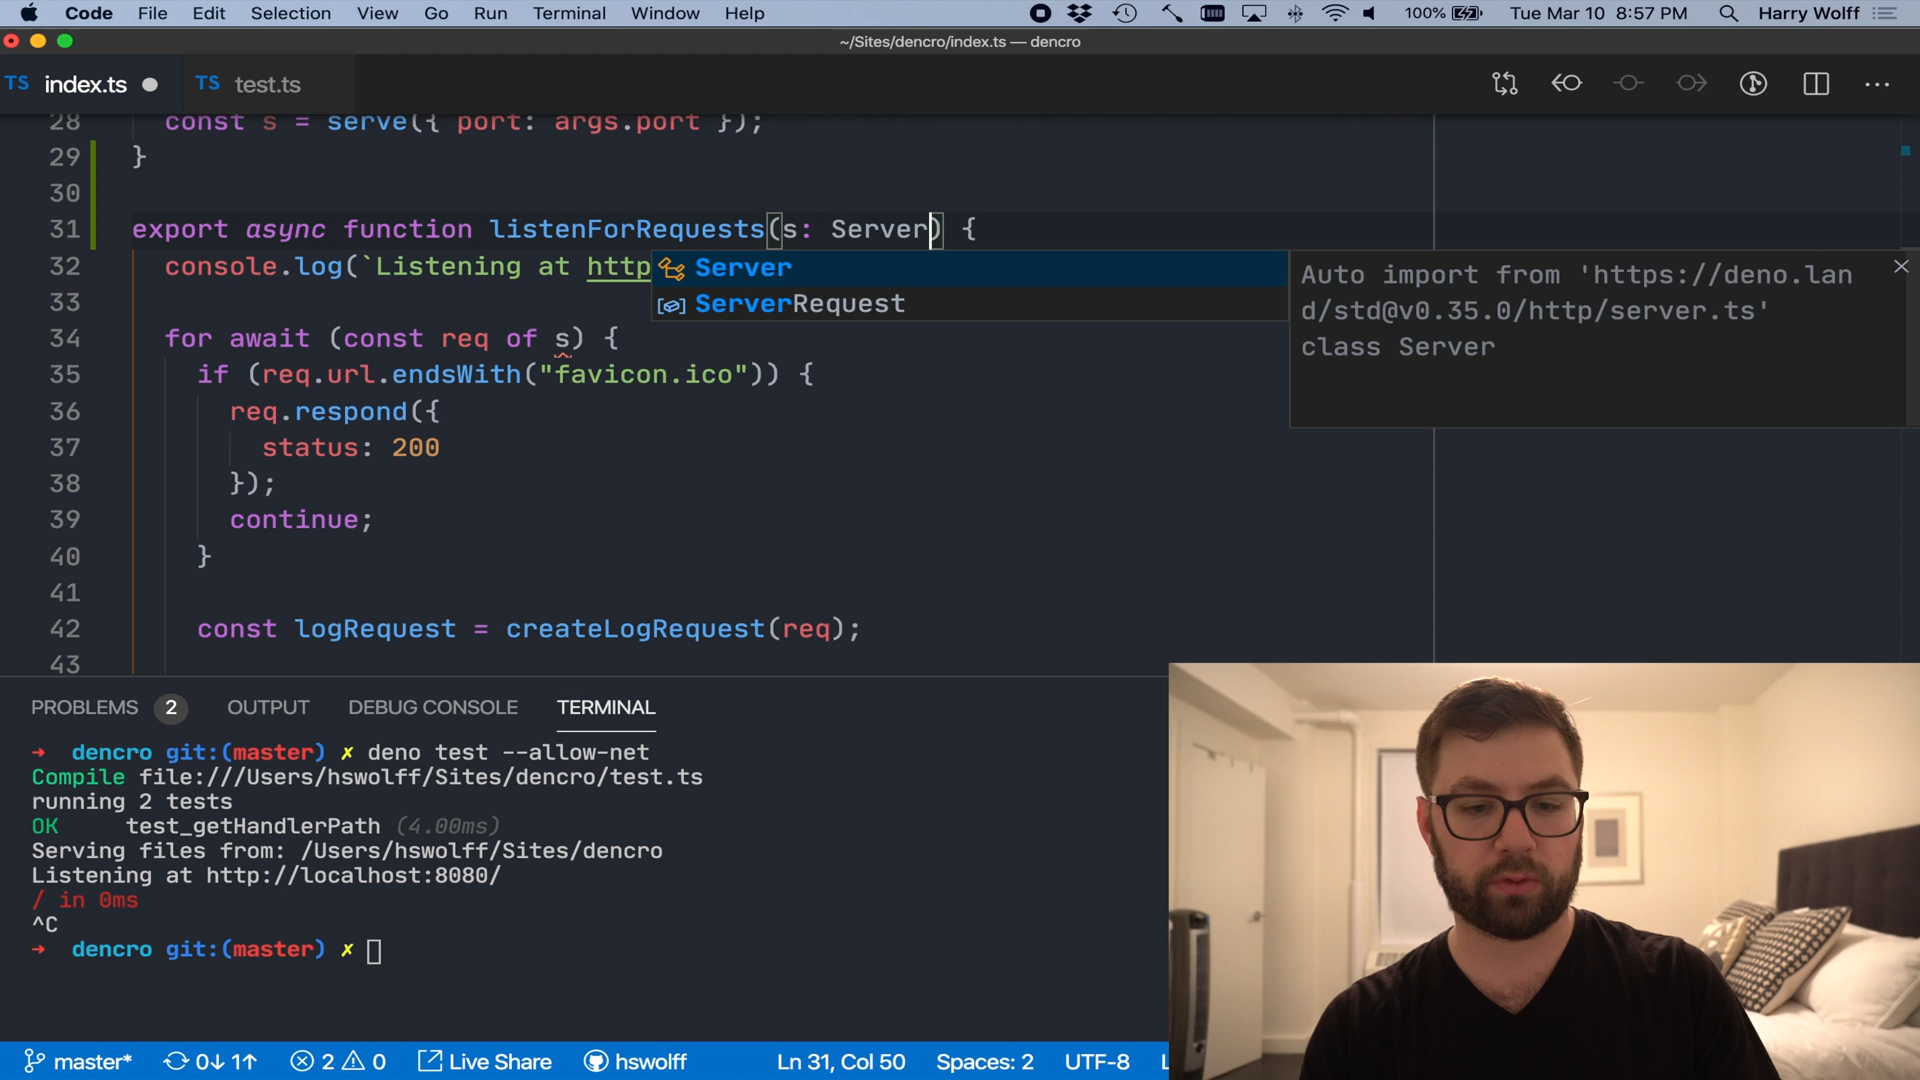 Code File Edit Selection View Go Run Terminal Window Help 100% Tue Mar 10 8:57 PM Harry Wolff
~/Sites/dencro/index.ts — dencro
TS index.ts TS test.ts
28 const s = serve({ port: args.port });
29 }
30
31 export async function listenForRequests(s: Server) {
32 console.log(`Listening at http
33
34 for await (const req of s) {
35 if (req.url.endsWith("favicon.ico")) {
36 req.respond({
37 status: 200
38 });
39 continue;
40 }
41
42 const logRequest = createLogRequest(req);
43
Server
ServerRequest
Auto import from 'https://deno.lan
d/std@v0.35.0/http/server.ts'
class Server
PROBLEMS 2 OUTPUT DEBUG CONSOLE TERMINAL
→ dencro git:(master) ✗ deno test --allow-net
Compile file:///Users/hswolff/Sites/dencro/test.ts
running 2 tests
OK test_getHandlerPath (4.00ms)
Serving files from: /Users/hswolff/Sites/dencro
Listening at http://localhost:8080/
/ in 0ms
^C
→ dencro git:(master) ✗
master* 0↓ 1↑ 2 0 Live Share hswolff Ln 31, Col 50 Spaces: 2 UTF-8 L